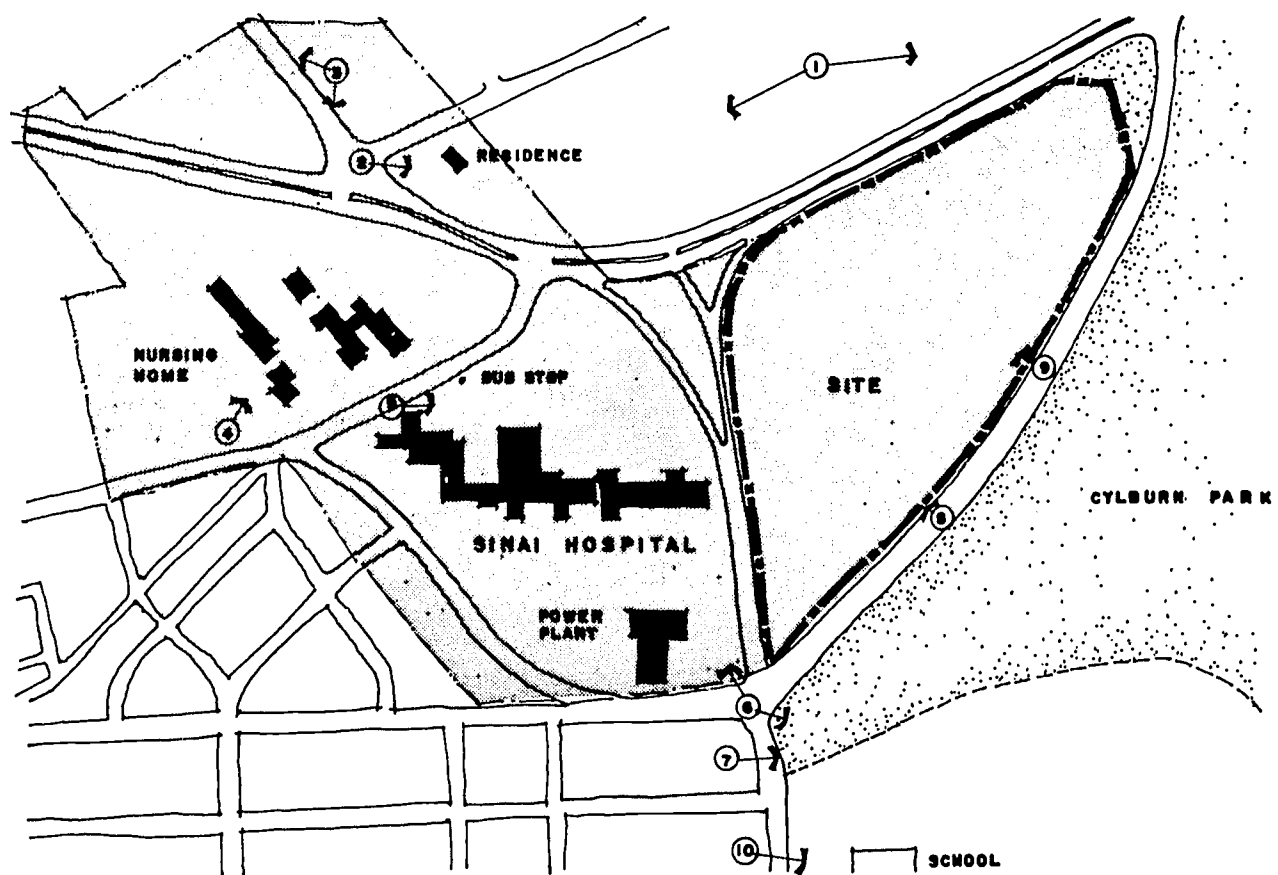 1
3
2
RESIDENCE
NURSING
HOME
BUS STOP
SITE
9
5
4
CYLBURN PARK
8
SINAI HOSPITAL
POWER
PLANT
6
7
10
SCHOOL